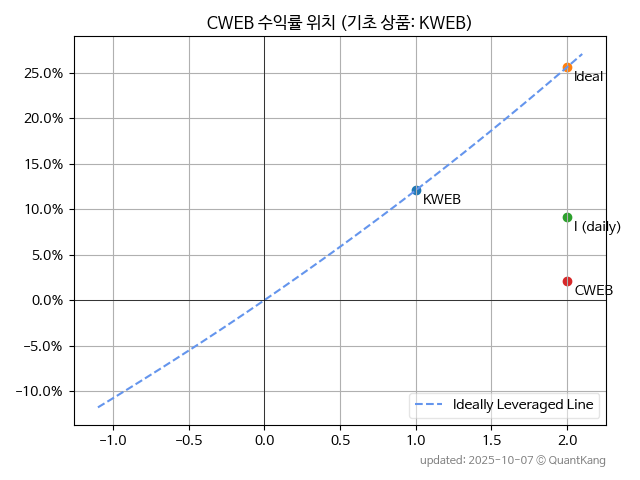 CWEB 수익률 위치 (기초 상품: KWEB)
25.0%
20.0%
15.0%
10.0%
5.0%
0.0%
−5.0%
−10.0%
Ideal
KWEB
I (daily)
CWEB
Ideally Leveraged Line
−1.0 −0.5 0.0 0.5 1.0 1.5 2.0
updated: 2025-10-07 © QuantKang